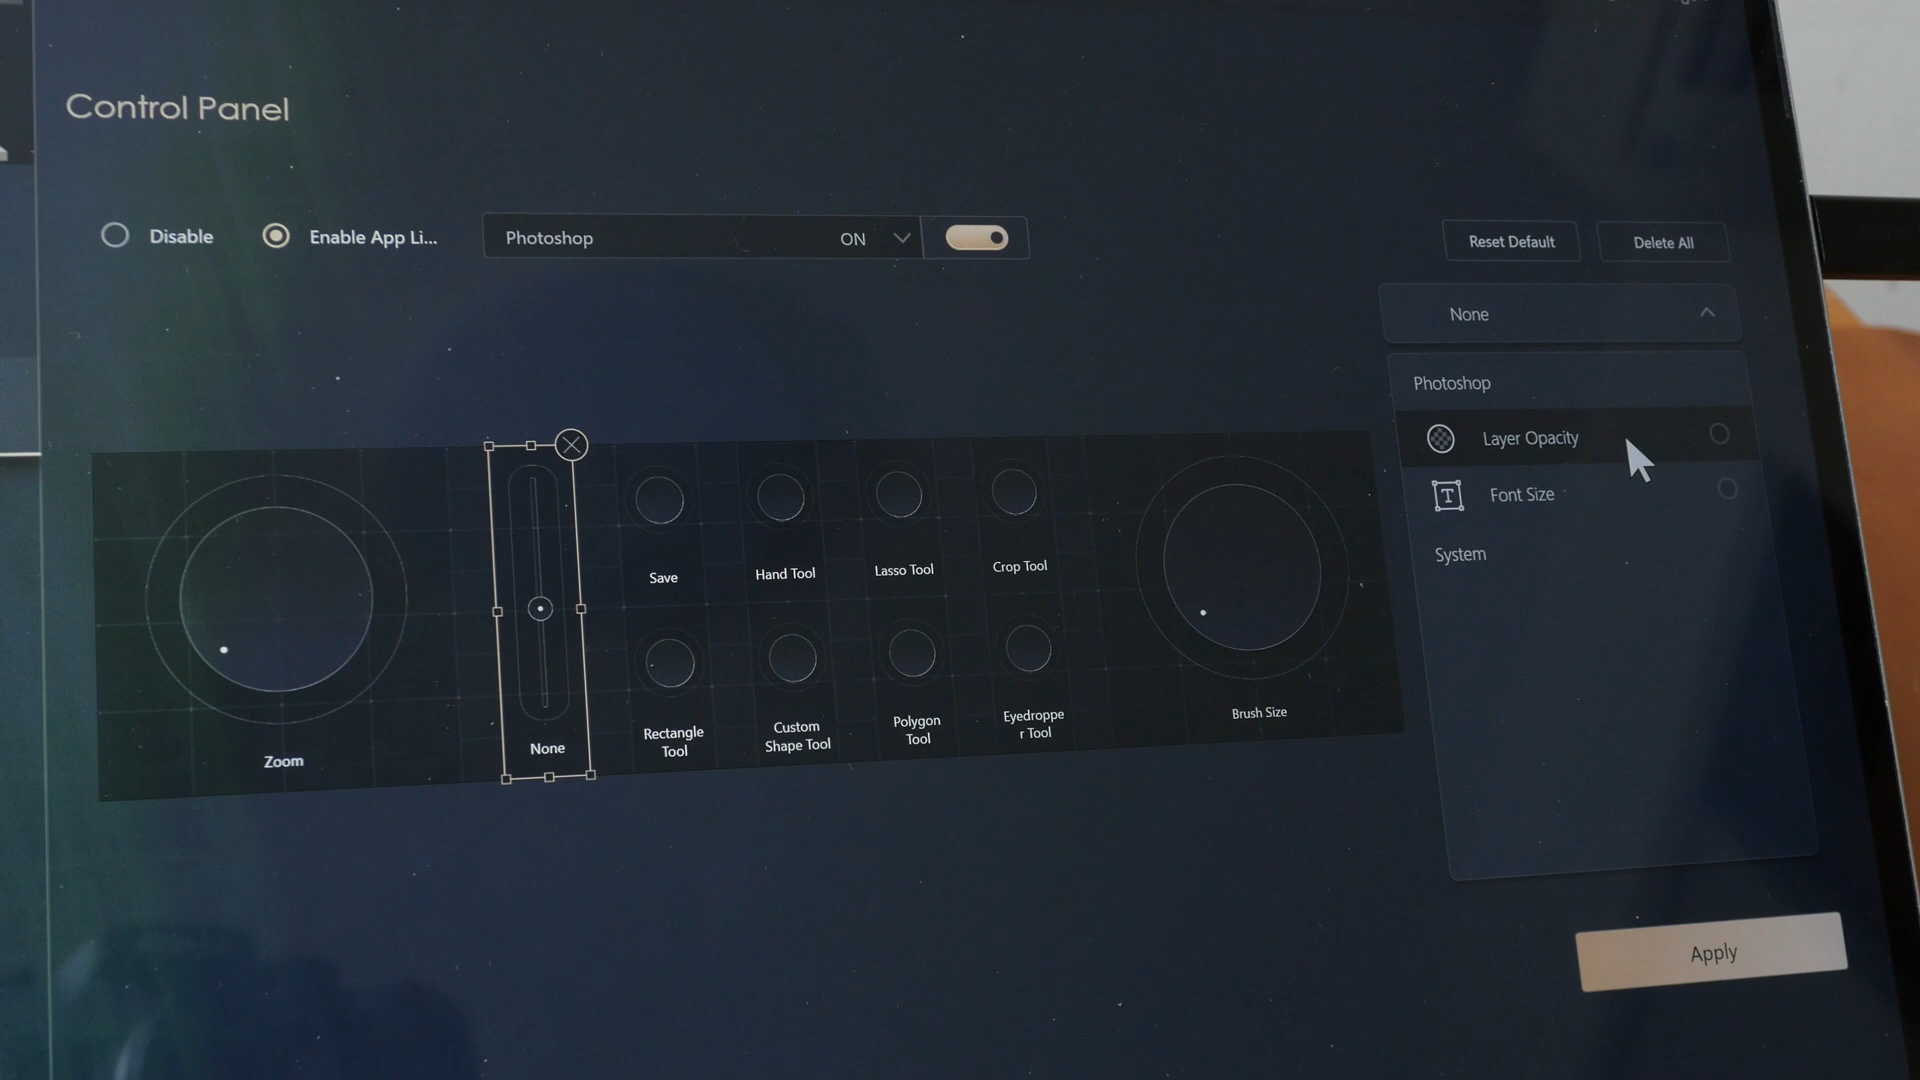 Control Panel
Disable
Enable App Li...
Photoshop
ON
Reset Default
Delete All
None
Photoshop
Layer Opacity
Font Size
System
Save
Hand Tool
Lasso Tool
Crop Tool
Zoom
None
Rectangle
Tool
Custom
Shape Tool
Polygon
Tool
Eyedroppe
r Tool
Brush Size
Apply